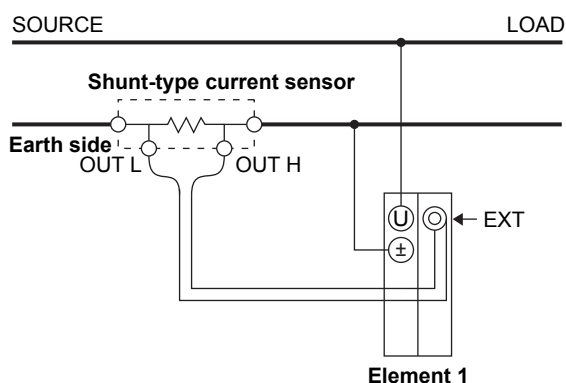 SOURCE LOAD
Shunt-type current sensor
Earth side
OUT L OUT H
U EXT
±
Element 1